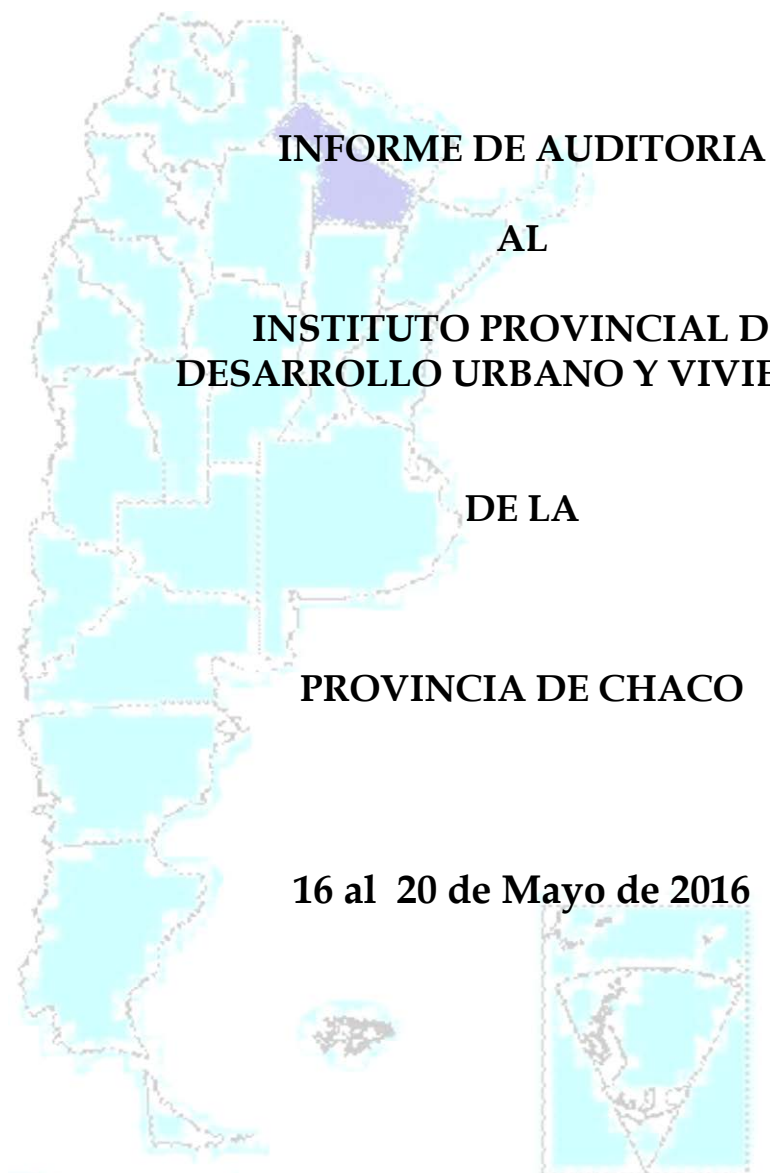 INFORME DE AUDITORIA
AL
INSTITUTO PROVINCIAL D
DESARROLLO URBANO Y VIVIE
DE LA
PROVINCIA DE CHACO
16 al 20 de Mayo de 2016